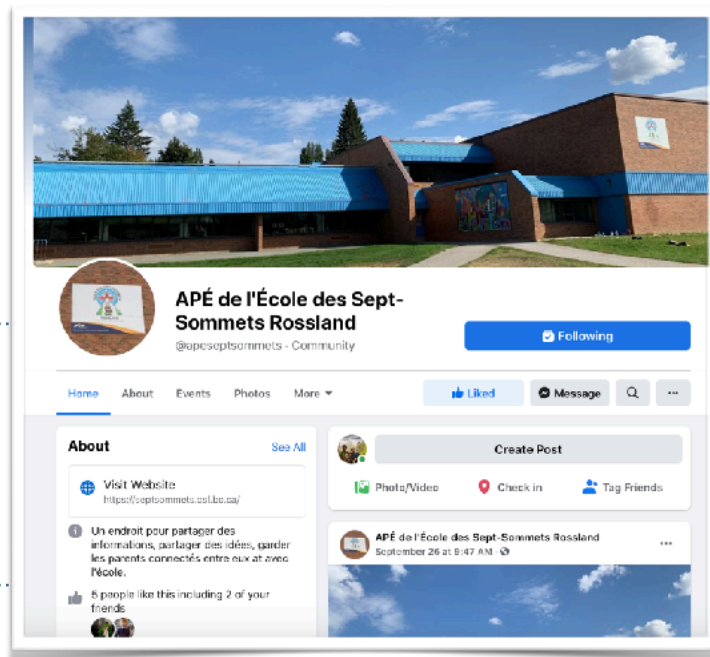 APÉ de l'École des Sept-
Sommets Rossland
@apeseptsommets · Community
Following
Home About Events Photos More
Liked Message
About See All
Create Post
Visit Website
https://septsommets.csf.bc.ca/
Photo/Video Check in Tag Friends
Un endroit pour partager des
informations, partager des idées, garder
les parents connectés entre eux at avec
l'école.
5 people like this including 2 of your
friends
APÉ de l'École des Sept-Sommets Rossland
September 26 at 9:47 AM ·